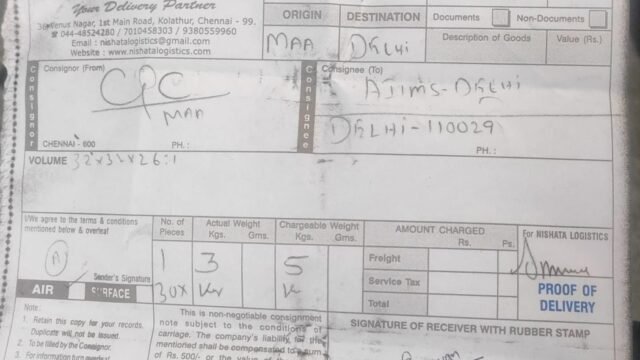 Your Delivery Partner
Venus Nagar, 1st Main Road, Kolathur, Chennai - 99.
☎ 044-48524280 / 7010458303 / 9380559960
Email : nishatalogistics@gmail.com
Website : www.nishatalogistics.com
ORIGIN
DESTINATION
Documents
Non-Documents
MAA
DELHI
Description of Goods
Value (Rs.)
Consignor
Consignor (From)
MAA
CHENNAI - 600
PH. :
Consignee
Consignee (To)
AIIMS-DELHI
DELHI-110029
PH. :
VOLUME
I/We agree to the terms & conditions
mentioned below & overleaf
Sender's Signature
AIR
SURFACE
No. of
Pieces
Actual Weight
Kgs.
Gms.
Chargeable Weight
Kgs.
Gms.
AMOUNT CHARGED
Rs.
Ps.
1
3
5
Freight
Service Tax
Total
For NISHATA LOGISTICS
PROOF OF
DELIVERY
Note :
1. Retain this copy for your records.
Duplicate will not be issued.
2. To be filled by the Consignor.
3. For information turn overleaf
This is non-negotiable consignment
note subject to the conditions of
carriage. The company's liability for the
mentioned shall be compensated to a sum
of Rs. 500/- or the value of
SIGNATURE OF RECEIVER WITH RUBBER STAMP